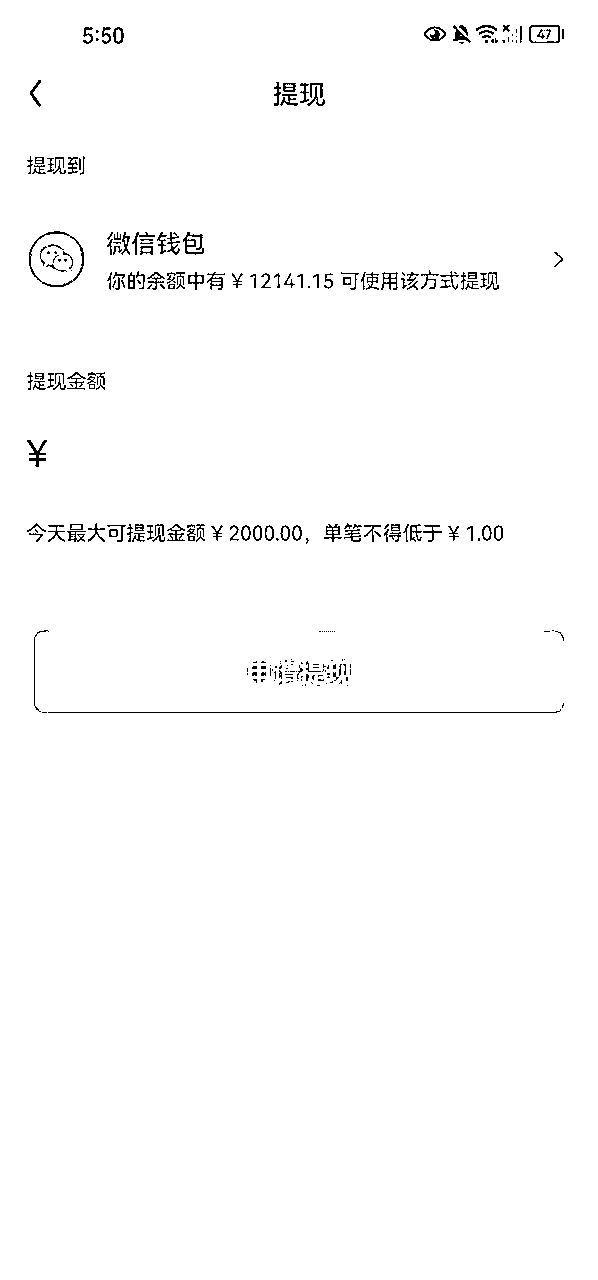 5:50
47
提现
提现到
微信钱包
你的余额中有￥12141.15 可使用该方式提现
提现金额
￥
今天最大可提现金额￥2000.00，单笔不得低于￥1.00
申请提现